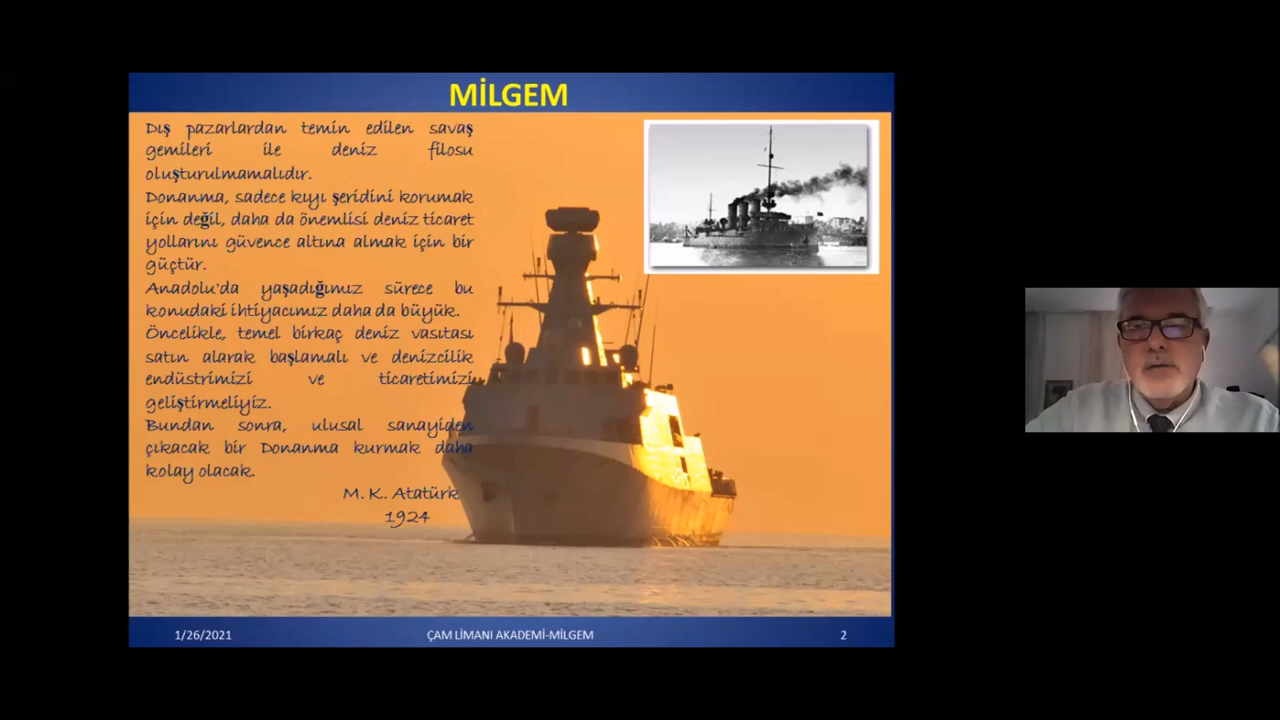 MİLGEM
Dış pazarlardan temin edilen savaş
gemileri ile deniz filosu
oluşturulmamalıdır.
Donanma, sadece kıyı şeridini korumak
için değil, daha da önemlisi deniz ticaret
yollarını güvence altına almak için bir
güçtür.
Anadolu'da yaşadığımız sürece bu
konudaki ihtiyacımız daha da büyük.
Öncelikle, temel birkaç deniz vasıtası
satın alarak başlamalı ve denizcilik
endüstrimizi ve ticaretimizi
geliştirmeliyiz.
Bundan sonra, ulusal sanayiden
çıkacak bir Donanma kurmak daha
kolay olacak.
M. K. Atatürk
1924
1/26/2021
ÇAM LİMANI AKADEMİ-MİLGEM
2